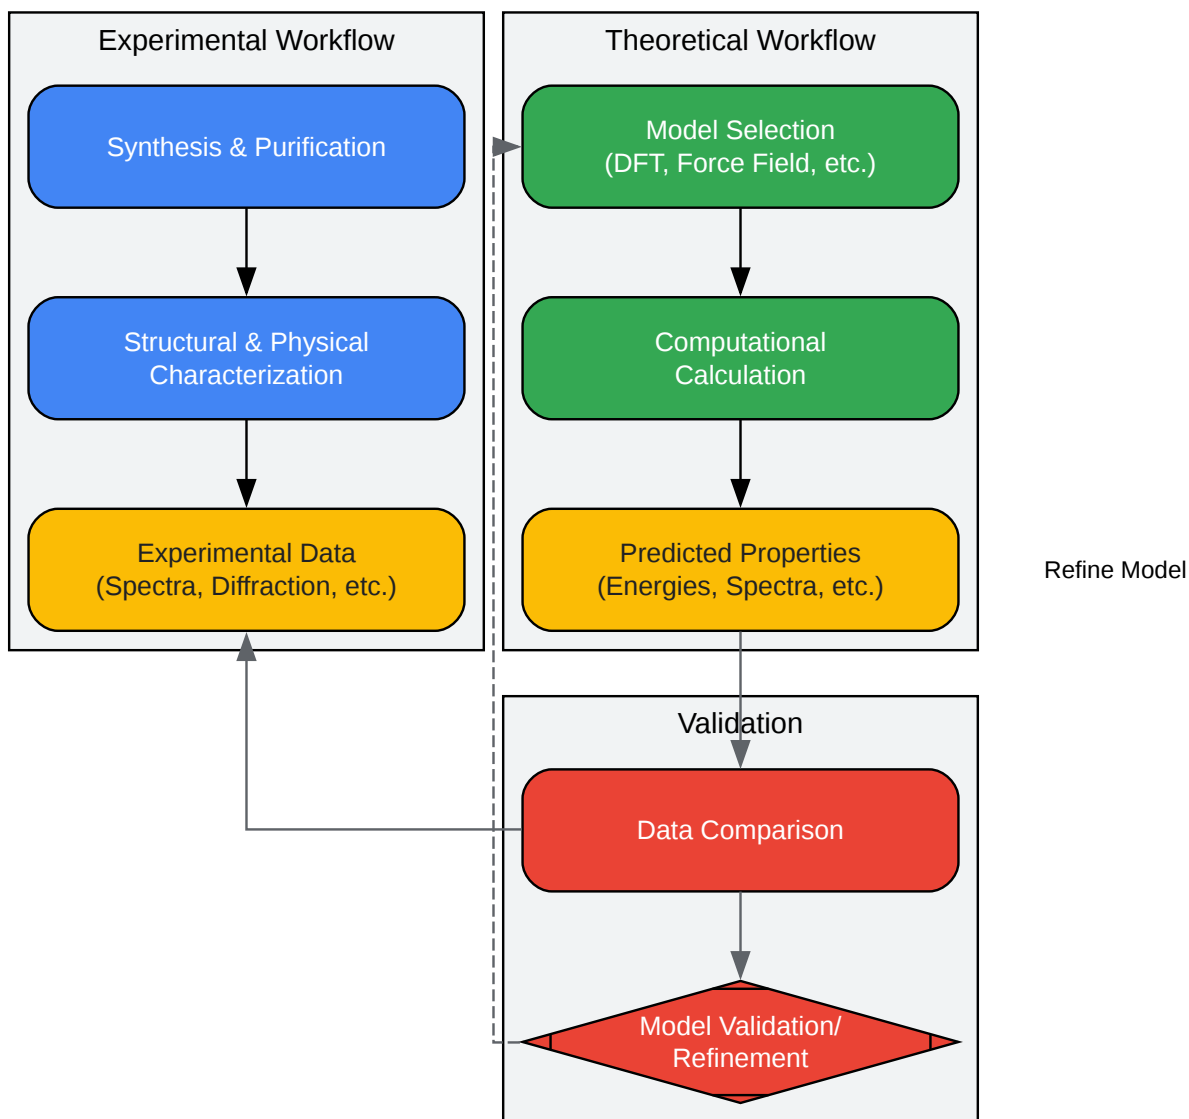 Experimental Workflow
Synthesis & Purification
Structural & Physical
Characterization
Experimental Data
(Spectra, Diffraction, etc.)
Theoretical Workflow
Model Selection
(DFT, Force Field, etc.)
Computational
Calculation
Predicted Properties
(Energies, Spectra, etc.)
Refine Model
Validation
Data Comparison
Model Validation/
Refinement